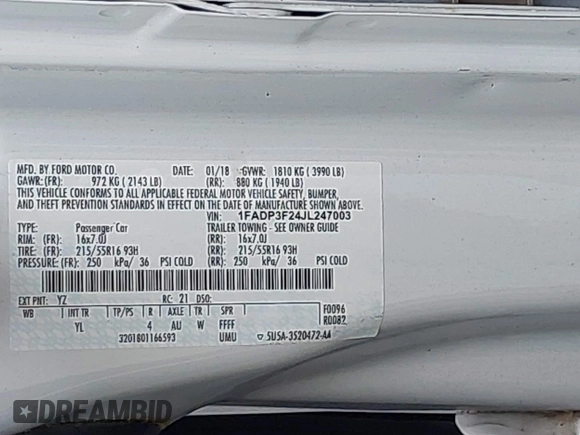 MFD. BY FORD MOTOR CO. DATE: 01/18 GVWR: 1810 KG ( 3990 LB)
GAWR:(FR): 972 KG ( 2143 LB) (RR): 880 KG ( 1940 LB)
THIS VEHICLE CONFORMS TO ALL APPLICABLE FEDERAL MOTOR VEHICLE SAFETY, BUMPER,
AND THEFT PREVENTION STANDARDS IN EFFECT ON THE DATE OF MANUFACTURE SHOWN ABOVE.
VIN: 1FADP3F24JL247003
TYPE: Passenger Car TRAILER TOWING - SEE OWNER GUIDE
RIM: (FR): 16x7.0J (RR): 16x7.0J
TIRE: (FR): 215/55R16 93H (RR): 215/55R16 93H
PRESSURE: (FR): 250 kPa/ 36 PSI COLD (RR): 250 kPa/ 36 PSI COLD
EXT PNT: YZ RC: 21 DSO:
WB INT TR TP/PS R AXLE TR SPR F0096
YL 4 AU W FFFF R0082
3201801166593 UMU 5U5A-3520472-AA
DREAMBID